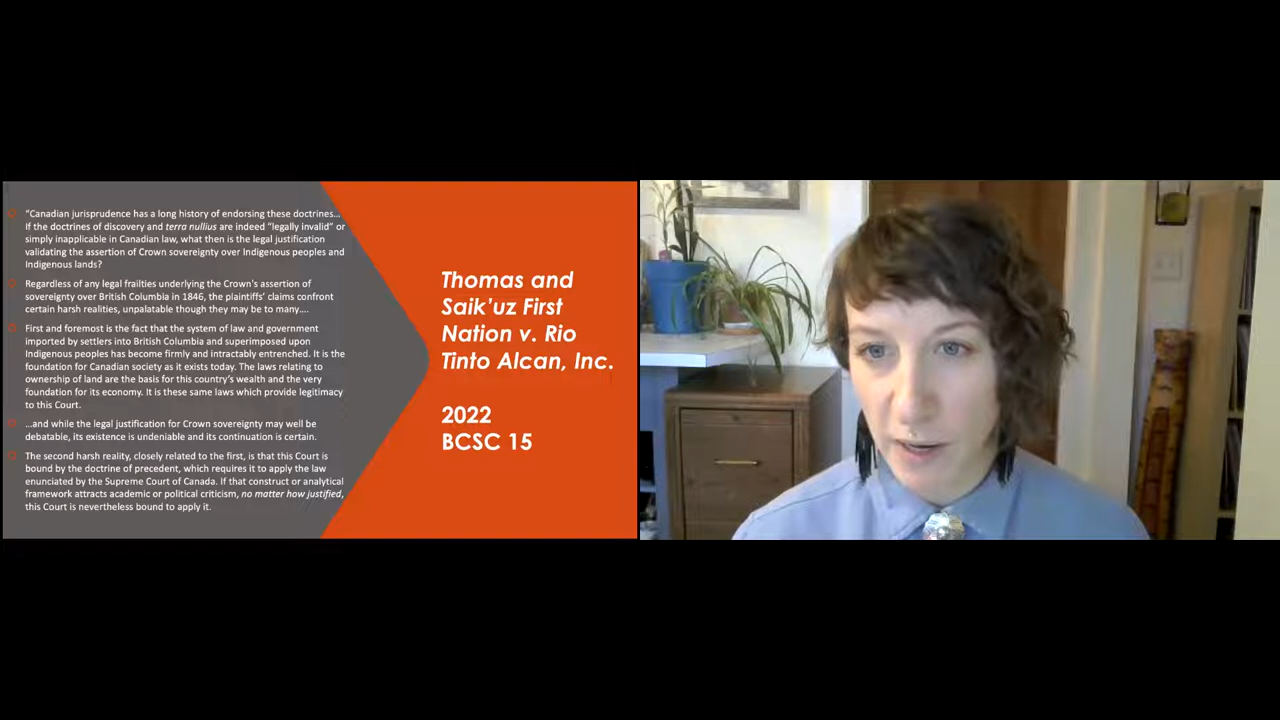 "Canadian jurisprudence has a long history of endorsing these doctrines…
If the doctrines of discovery and terra nullius are indeed "legally invalid" or
simply inapplicable in Canadian law, what then is the legal justification
validating the assertion of Crown sovereignty over Indigenous peoples and
Indigenous lands?
Regardless of any legal frailties underlying the Crown's assertion of
sovereignty over British Columbia in 1846, the plaintiffs' claims confront
certain harsh realities, unpalatable though they may be to many….
First and foremost is the fact that the system of law and government
imported by settlers into British Columbia and superimposed upon
Indigenous peoples has become firmly and intractably entrenched. It is the
foundation for Canadian society as it exists today. The laws relating to
ownership of land are the basis for this country's wealth and the very
foundation for its economy. It is these same laws which provide legitimacy
to this Court.
…and while the legal justification for Crown sovereignty may well be
debatable, its existence is undeniable and its continuation is certain.
The second harsh reality, closely related to the first, is that this Court is
bound by the doctrine of precedent, which requires it to apply the law
enunciated by the Supreme Court of Canada. If that construct or analytical
framework attracts academic or political criticism, no matter how justified,
this Court is nevertheless bound to apply it.
Thomas and
Saik'uz First
Nation v. Rio
Tinto Alcan, Inc.
2022
BCSC 15